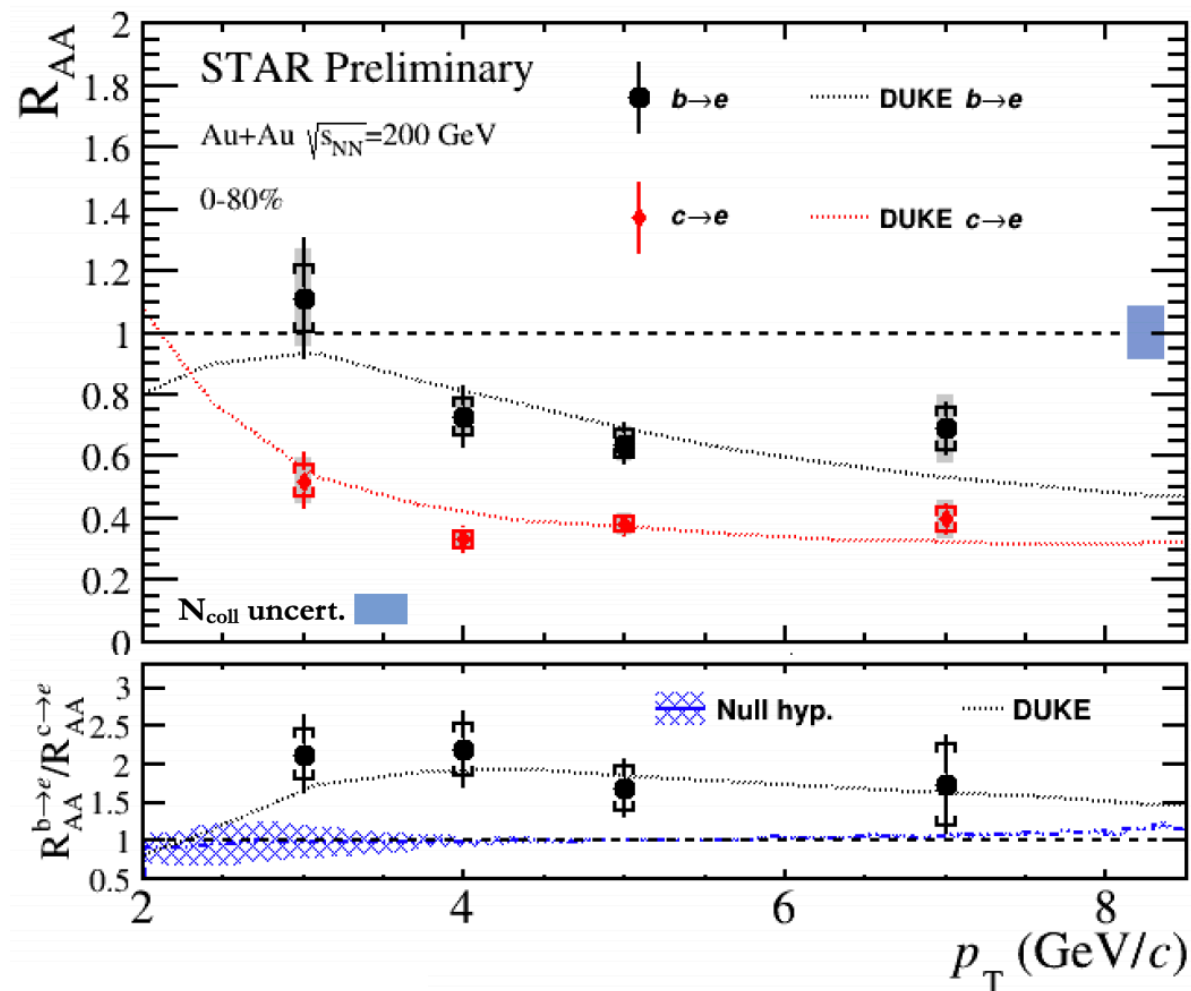 R_AA
2
1.8
1.6
1.4
1.2
1
0.8
0.6
0.4
0.2
0
STAR Preliminary
Au+Au √s_NN=200 GeV
0-80%
b→e
DUKE b→e
c→e
DUKE c→e
N_coll uncert.
R_AA^b→e/R_AA^c→e
3
2.5
2
1.5
1
0.5
Null hyp.
DUKE
2 4 6 8
p_T (GeV/c)